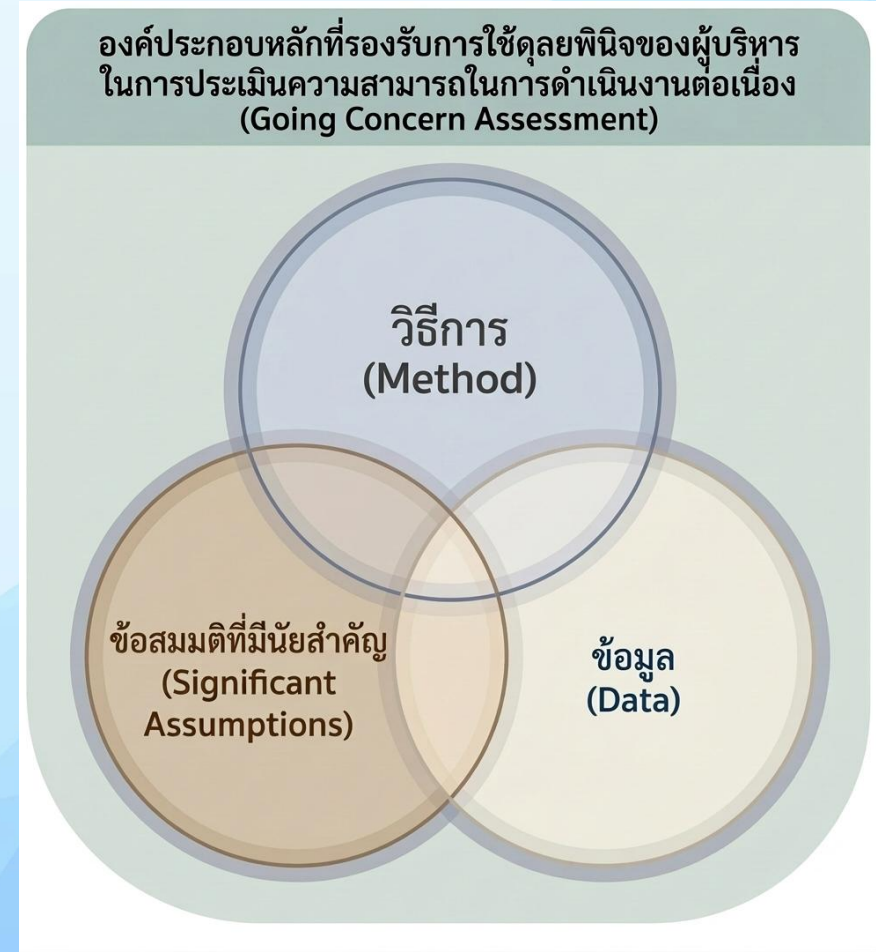 องค์ประกอบหลักที่รองรับการใช้ดุลยพินิจของผู้บริหาร
ในการประเมินความสามารถในการดำเนินงานต่อเนื่อง
(Going Concern Assessment)
วิธีการ
(Method)
ข้อสมมติที่มีนัยสำคัญ
(Significant
Assumptions)
ข้อมูล
(Data)